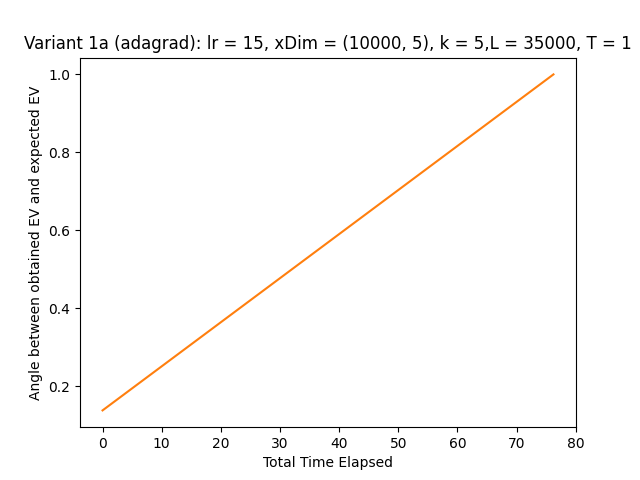 Variant 1a (adagrad): lr = 15, xDim = (10000, 5), k = 5,L = 35000, T = 1
1.0
0.8
0.6
0.4
0.2
Angle between obtained EV and expected EV
0 10 20 30 40 50 60 70 80
Total Time Elapsed